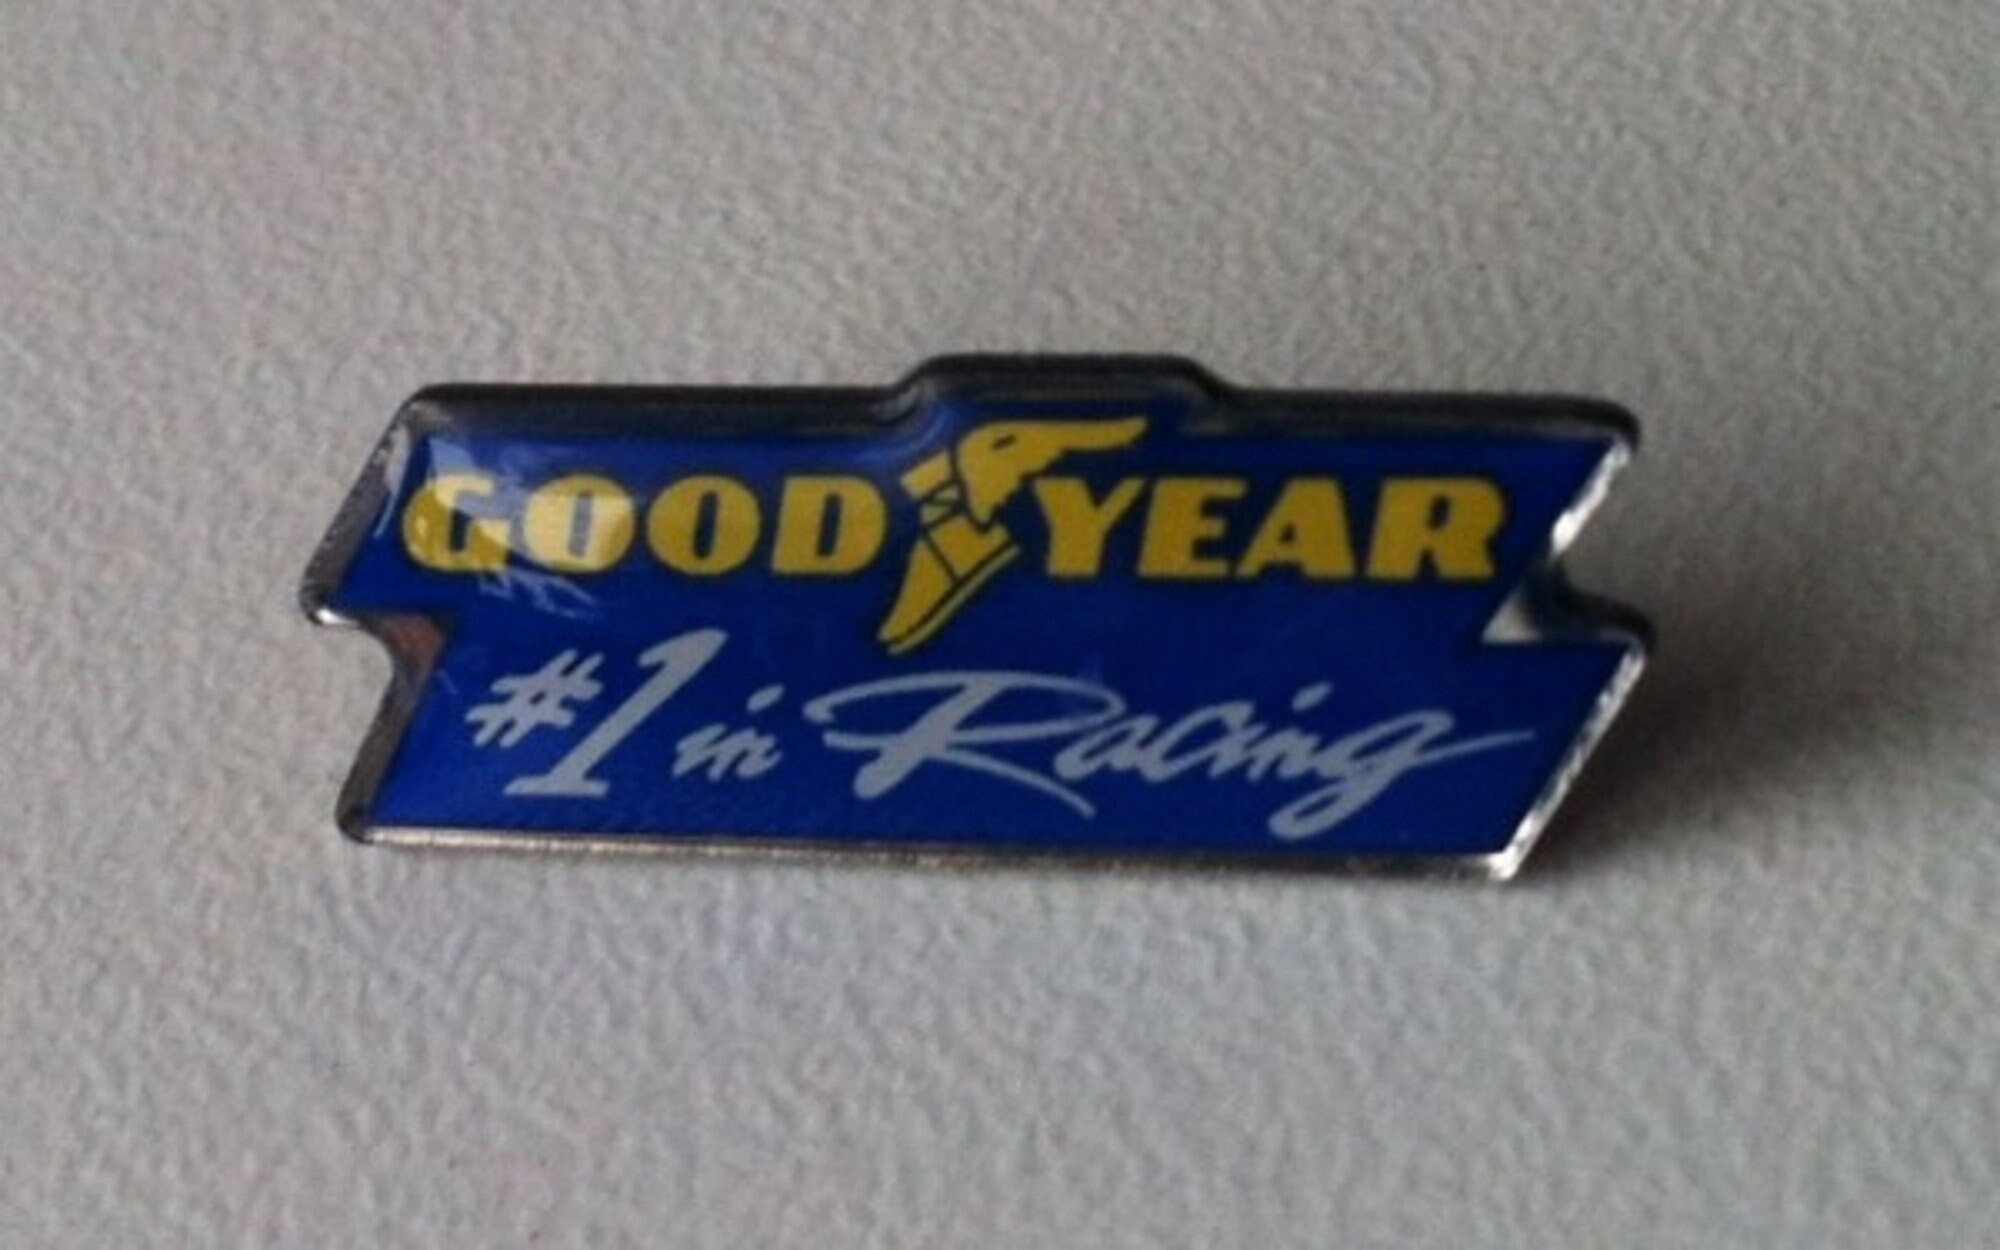 GOODYEAR
#1 in Racing